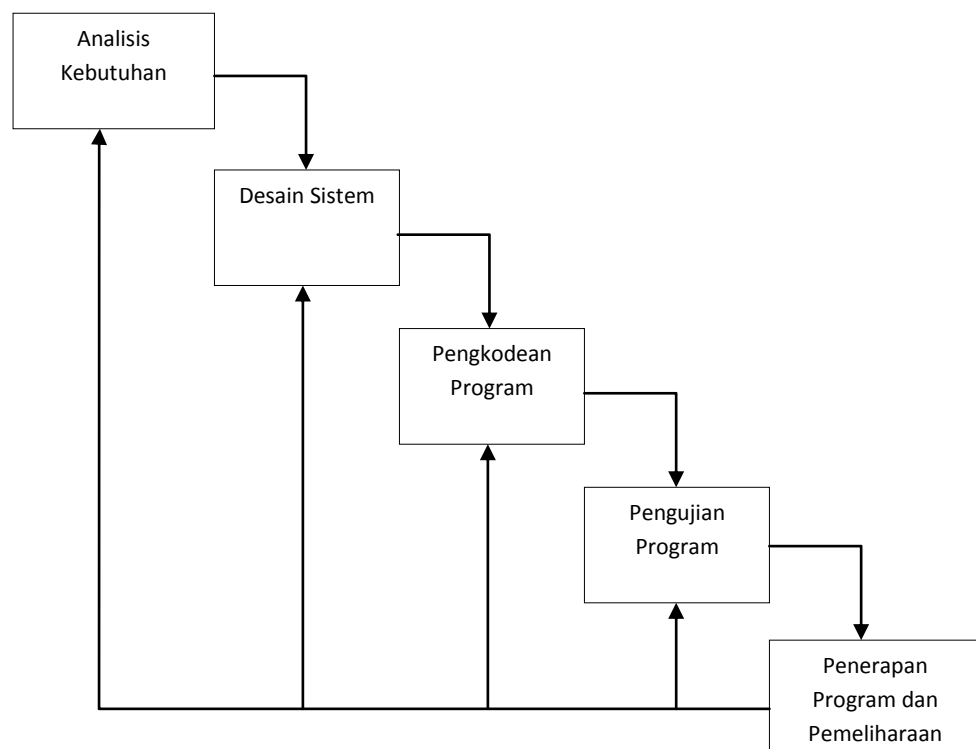 Analisis
Kebutuhan
Desain Sistem
Pengkodean
Program
Pengujian
Program
Penerapan
Program dan
Pemeliharaan